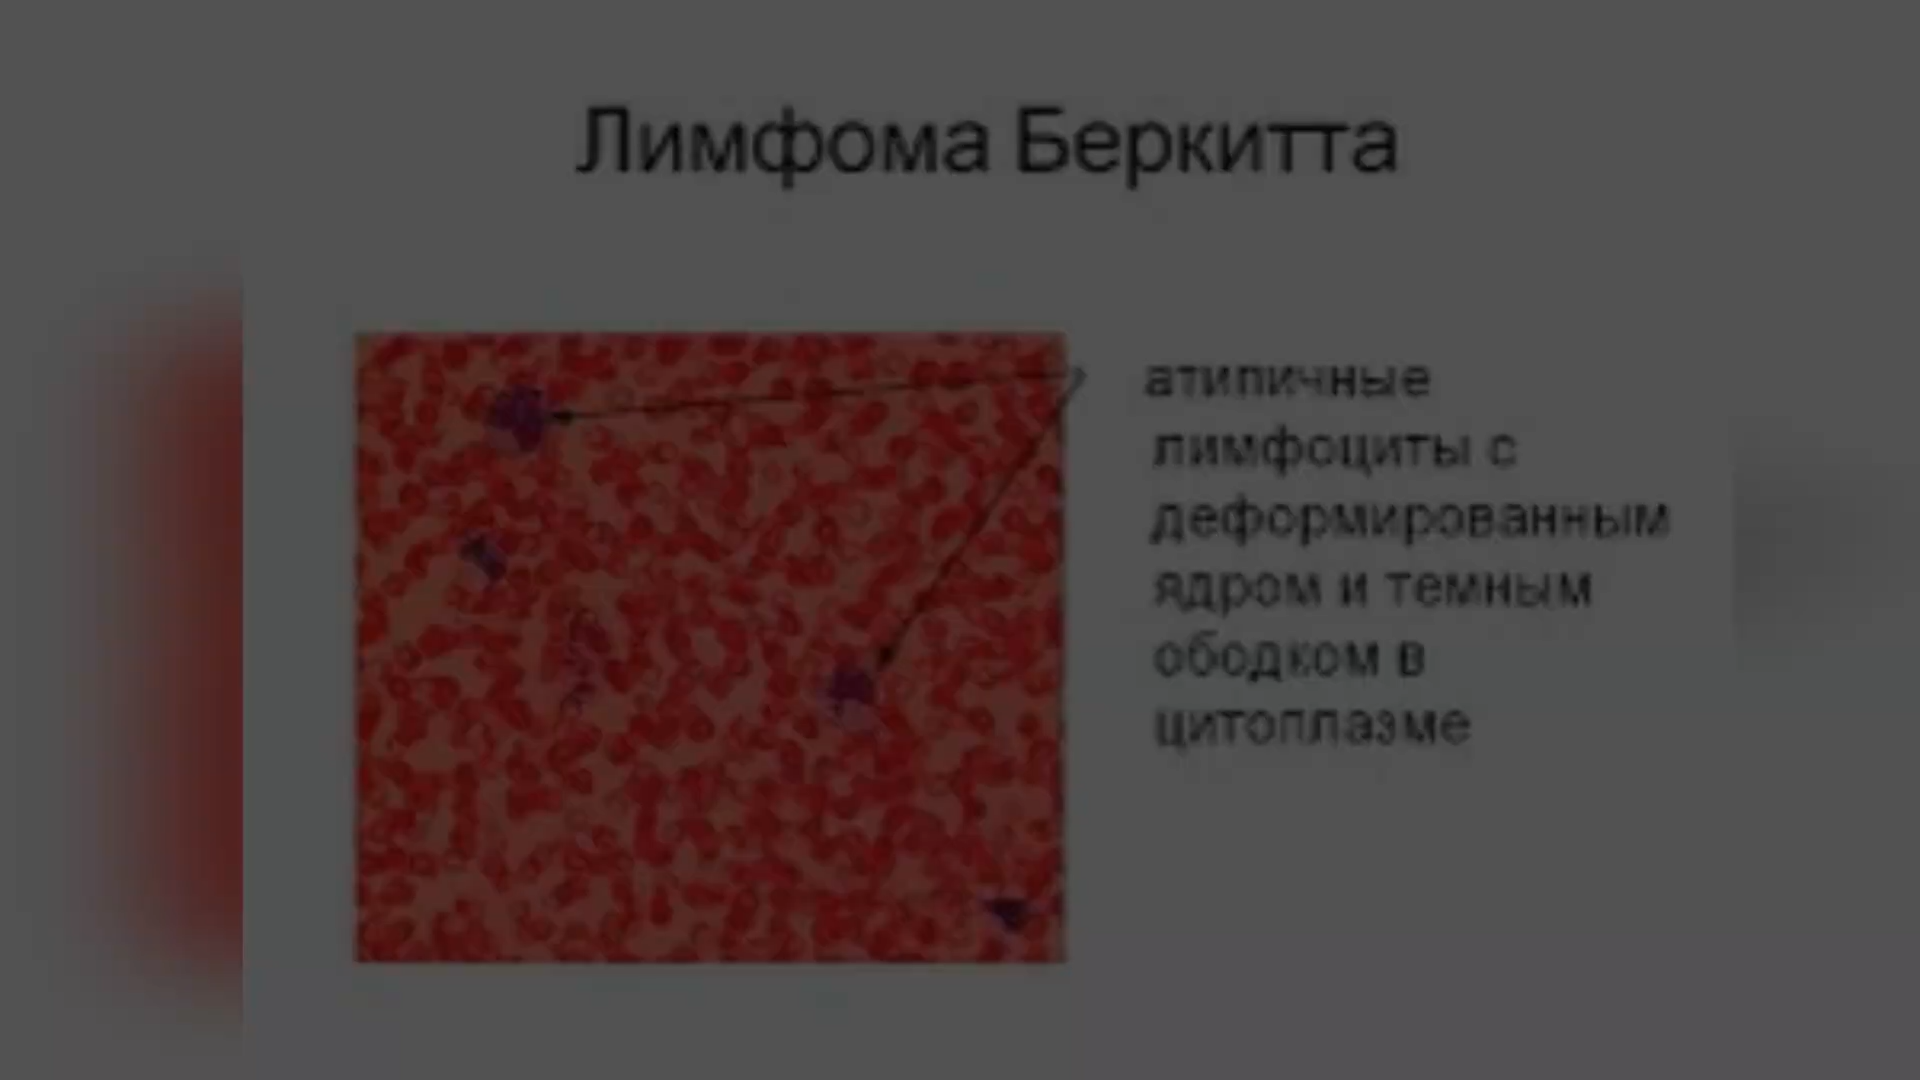 Лимфома Беркитта
атипичные
лимфоциты с
деформированным
ядром и темным
ободком в
цитоплазме